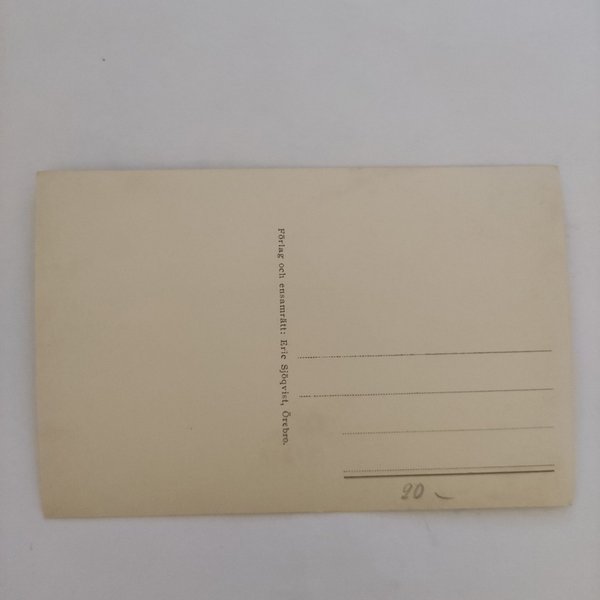 Förlag och ensamrätt: Eric Sjöqvist, Örebro.
90 ~